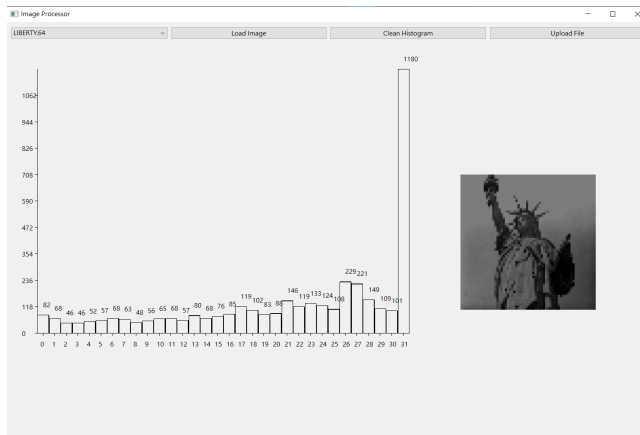 Image Processor
LIBERTY.64 Load Image Clean Histogram Upload File
1180
1062
944
826
708
590
472
354
236
118
0
82 68 46 46 52 57 68 63 48 56 65 68 57 80 68 76 85 119 102 83 88 146 119 133 124 108 229 221 149 109 101
0 1 2 3 4 5 6 7 8 9 10 11 12 13 14 15 16 17 18 19 20 21 22 23 24 25 26 27 28 29 30 31